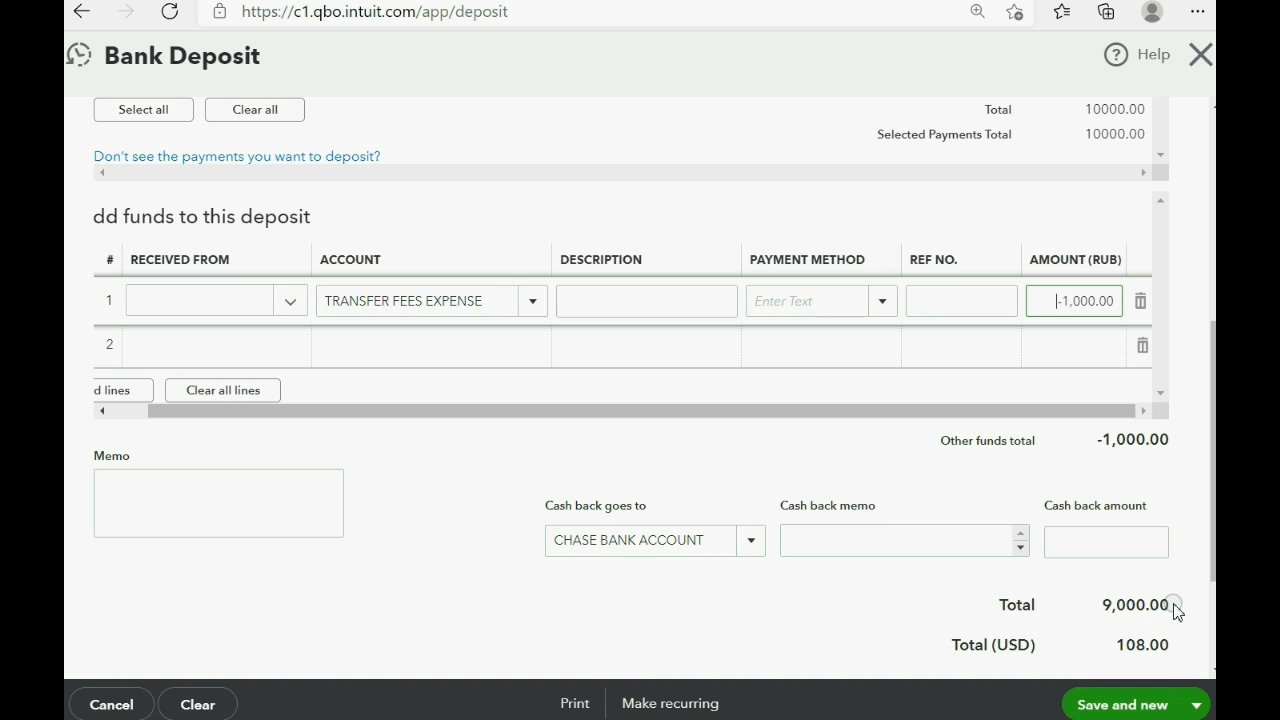 https://c1.qbo.intuit.com/app/deposit
Bank Deposit
? Help
Select all Clear all
Total 10000.00
Selected Payments Total 10000.00
Don't see the payments you want to deposit?
dd funds to this deposit
# RECEIVED FROM ACCOUNT DESCRIPTION PAYMENT METHOD REF NO. AMOUNT (RUB)
1 TRANSFER FEES EXPENSE Enter Text -1,000.00
2
d lines Clear all lines
Other funds total -1,000.00
Memo
Cash back goes to Cash back memo Cash back amount
CHASE BANK ACCOUNT
Total 9,000.00
Total (USD) 108.00
Cancel Clear Print Make recurring Save and new